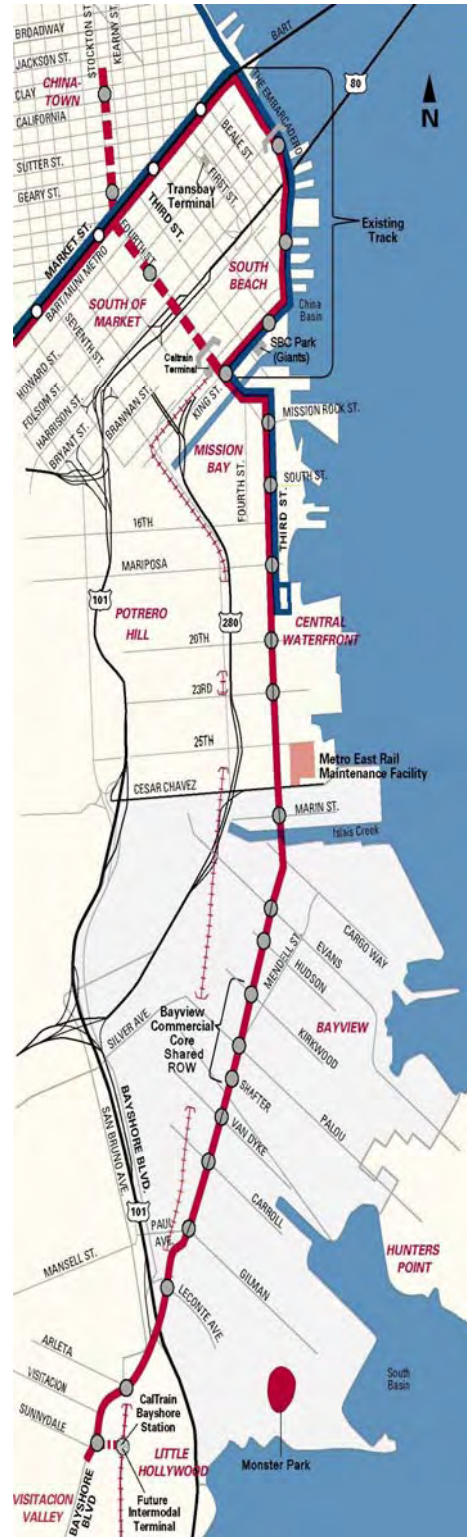 BROADWAY
JACKSON ST.
CLAY
CALIFORNIA
SUTTER ST.
GEARY ST.
STOCKTON ST.
KEARNY ST.
CHINA-
TOWN
BART
80
THE EMBARCADERO
N
BEALE ST.
FIRST ST.
Transbay
Terminal
THIRD ST.
FOURTH ST.
MARKET ST.
BART/MUNI METRO
Existing
Track
SOUTH
BEACH
SOUTH OF
MARKET
China
Basin
SBC Park
(Giants)
Caltrain
Terminal
SEVENTH ST.
HOWARD ST.
FOLSOM ST.
HARRISON ST.
BRYANT ST.
BRANNAN ST.
KING ST.
MISSION ROCK ST.
MISSION
BAY
FOURTH ST.
SOUTH ST.
THIRD ST.
16TH
MARIPOSA
101
POTRERO
HILL
280
CENTRAL
WATERFRONT
20TH
23RD
25TH
Metro East Rail
Maintenance Facility
CESAR CHAVEZ
MARIN ST.
Islais Creek
CARGO WAY
MENDELL ST.
EVANS
HUDSON
BAYVIEW
Bayview
Commercial
Core
Shared
ROW
SILVER AVE
KIRKWOOD
SHAFTER
PALOU
VAN DYKE
SAN BRUNO AVE.
BAYSHORE BLVD.
101
CARROLL
PAUL
AVE.
MANSELL ST.
GILMAN
HUNTERS
POINT
LECONTE AVE.
ARLETA
VISITACION
SUNNYDALE
South
Basin
CalTrain
Bayshore
Station
Monster Park
LITTLE
HOLLYWOOD
Future
Intermodal
Terminal
VISITACION
VALLEY
BAYSHORE
BLVD